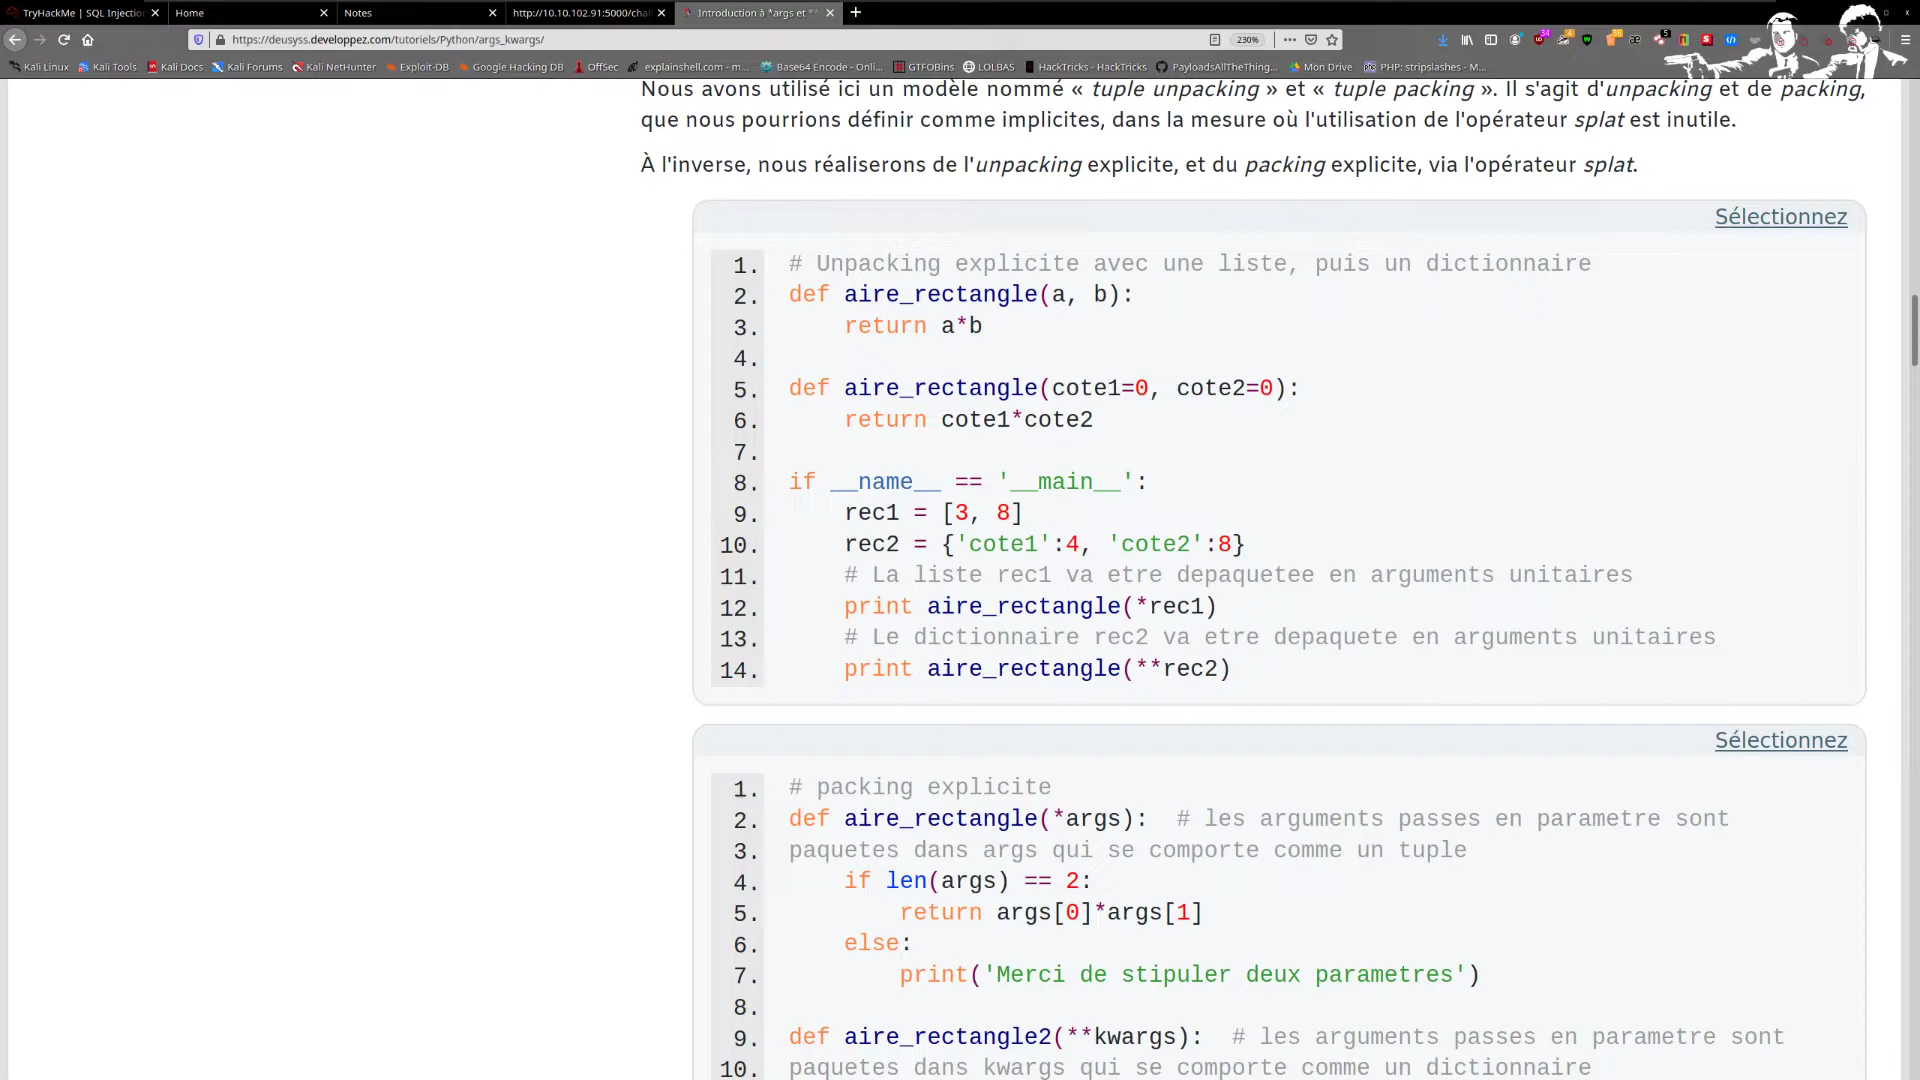 TryHackMe | SQL Injectio
Home
Notes
http://10.10.102.91:5000/chal
Introduction à *args et **
https://deusyss.developpez.com/tutoriels/Python/args_kwargs/
230%
Kali Linux
Kali Tools
Kali Docs
Kali Forums
Kali NetHunter
Exploit-DB
Google Hacking DB
OffSec
explainshell.com - m...
Base64 Encode - Onli...
GTFOBins
LOLBAS
HackTricks - HackTricks
PayloadsAllTheThing...
Mon Drive
PHP: stripslashes - M...
Nous avons utilisé ici un modèle nommé « tuple unpacking » et « tuple packing ». Il s'agit d'unpacking et de packing,
que nous pourrions définir comme implicites, dans la mesure où l'utilisation de l'opérateur splat est inutile.
À l'inverse, nous réaliserons de l'unpacking explicite, et du packing explicite, via l'opérateur splat.
Sélectionnez
1. # Unpacking explicite avec une liste, puis un dictionnaire
2. def aire_rectangle(a, b):
3.     return a*b
4.
5. def aire_rectangle(cote1=0, cote2=0):
6.     return cote1*cote2
7.
8. if __name__ == '__main__':
9.     rec1 = [3, 8]
10.     rec2 = {'cote1':4, 'cote2':8}
11.     # La liste rec1 va etre depaquetee en arguments unitaires
12.     print aire_rectangle(*rec1)
13.     # Le dictionnaire rec2 va etre depaquete en arguments unitaires
14.     print aire_rectangle(**rec2)
Sélectionnez
1. # packing explicite
2. def aire_rectangle(*args):  # les arguments passes en parametre sont
3. paquetes dans args qui se comporte comme un tuple
4.     if len(args) == 2:
5.         return args[0]*args[1]
6.     else:
7.         print('Merci de stipuler deux parametres')
8.
9. def aire_rectangle2(**kwargs):  # les arguments passes en parametre sont
10. paquetes dans kwargs qui se comporte comme un dictionnaire